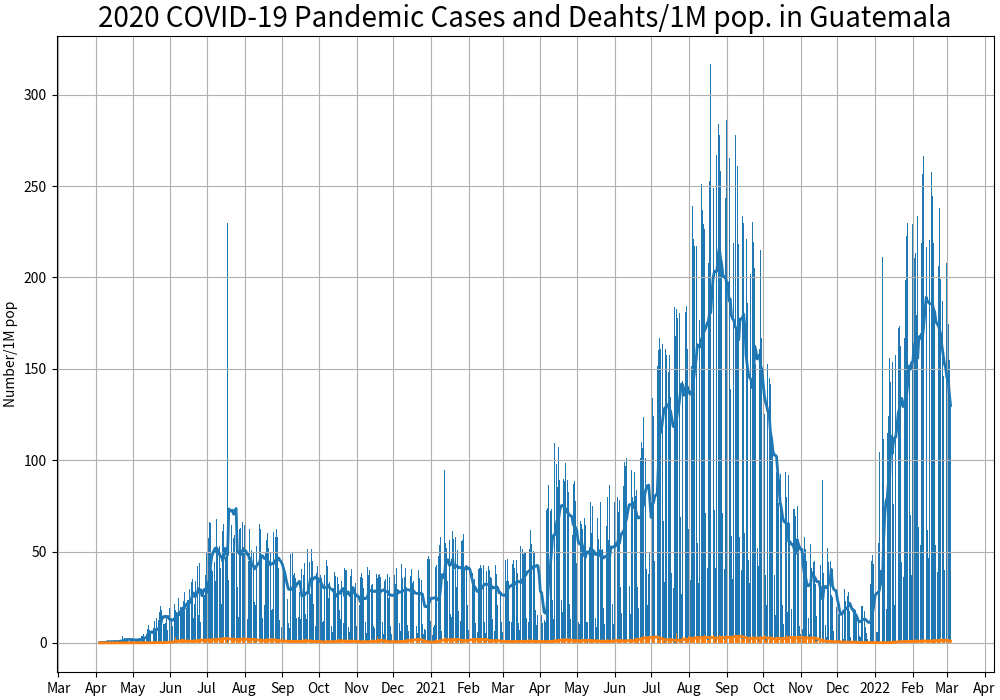 2020 COVID-19 Pandemic Cases and Deahts/1M pop. in Guatemala
Number/1M pop
300
250
200
150
100
50
0
Mar Apr May Jun Jul Aug Sep Oct Nov Dec 2021 Feb Mar Apr May Jun Jul Aug Sep Oct Nov Dec 2022 Feb Mar Apr